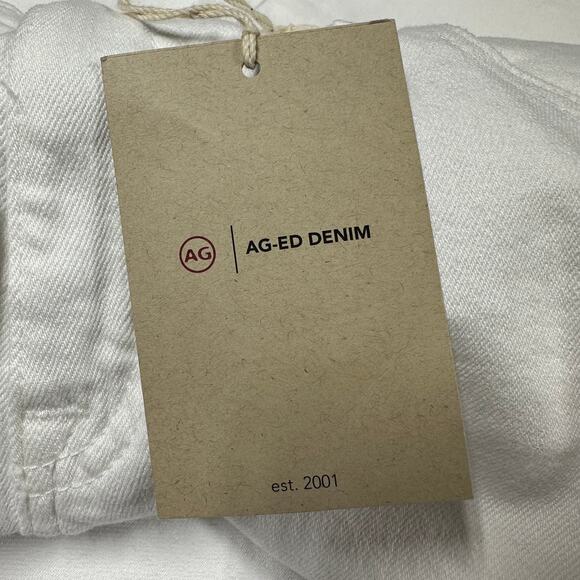 AG | AG-ED DENIM
est. 2001